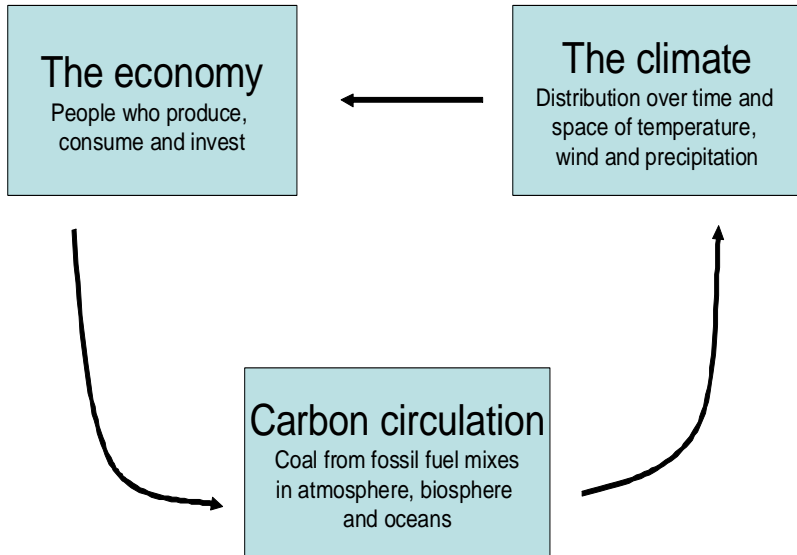 The economy
People who produce,
consume and invest
The climate
Distribution over time and
space of temperature,
wind and precipitation
Carbon circulation
Coal from fossil fuel mixes
in atmosphere, biosphere
and oceans